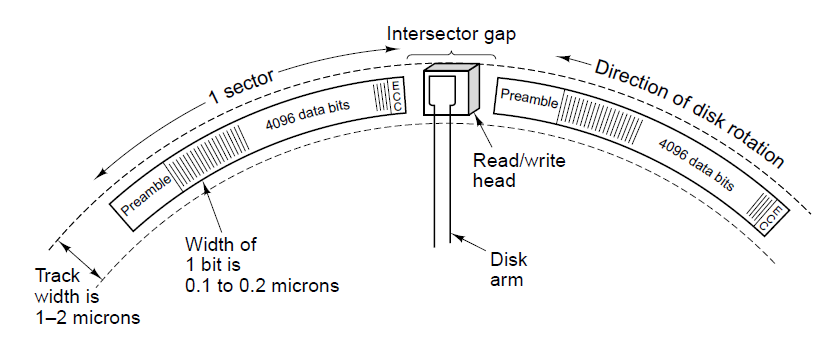 Intersector gap
1 sector
Direction of disk rotation
Preamble
4096 data bits
ECC
Preamble
4096 data bits
ECC
Read/write
head
Width of
1 bit is
0.1 to 0.2 microns
Disk
arm
Track
width is
1–2 microns